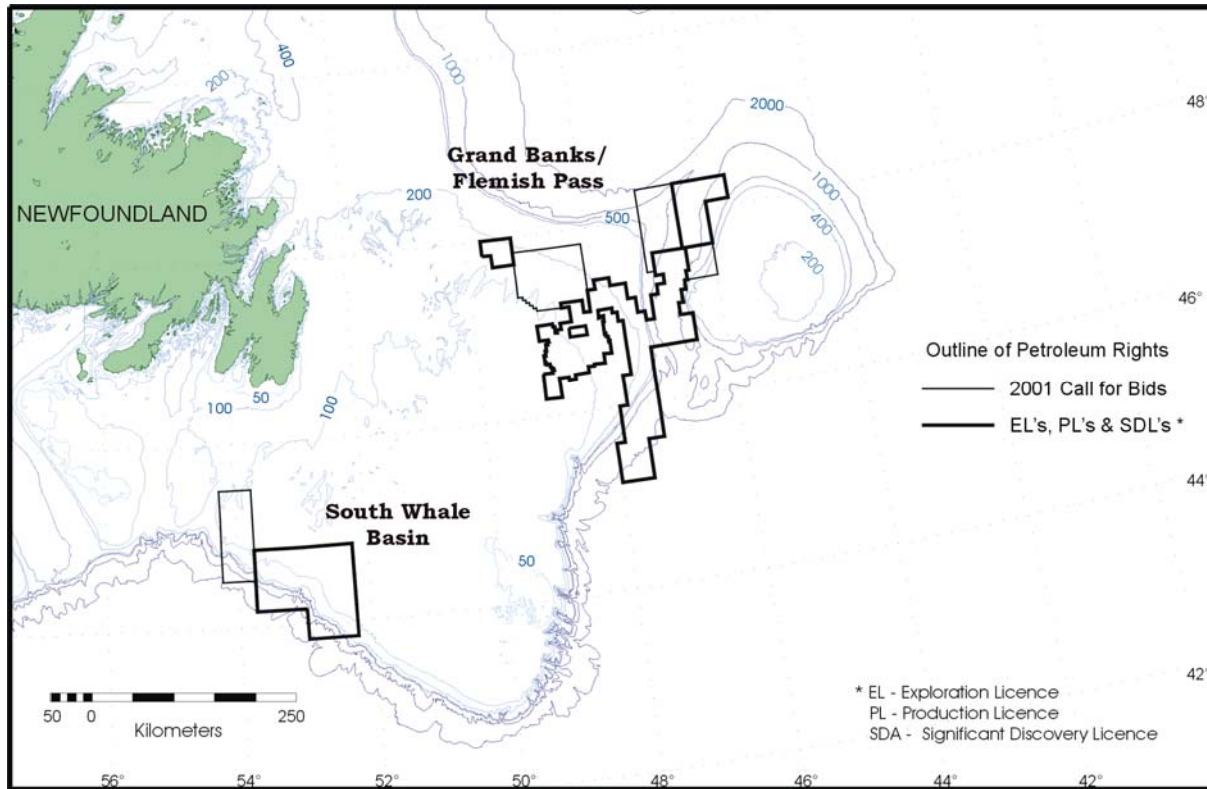 400
1000
200
2000
48°
Grand Banks/
Flemish Pass
1000
NEWFOUNDLAND
200
500
400
200
46°
Outline of Petroleum Rights
2001 Call for Bids
EL's, PL's & SDL's *
100
50
100
44°
South Whale
Basin
50
42°
* EL - Exploration Licence
PL - Production Licence
SDA - Significant Discovery Licence
50 0 250
Kilometers
56° 54° 52° 50° 48° 46° 44° 42°